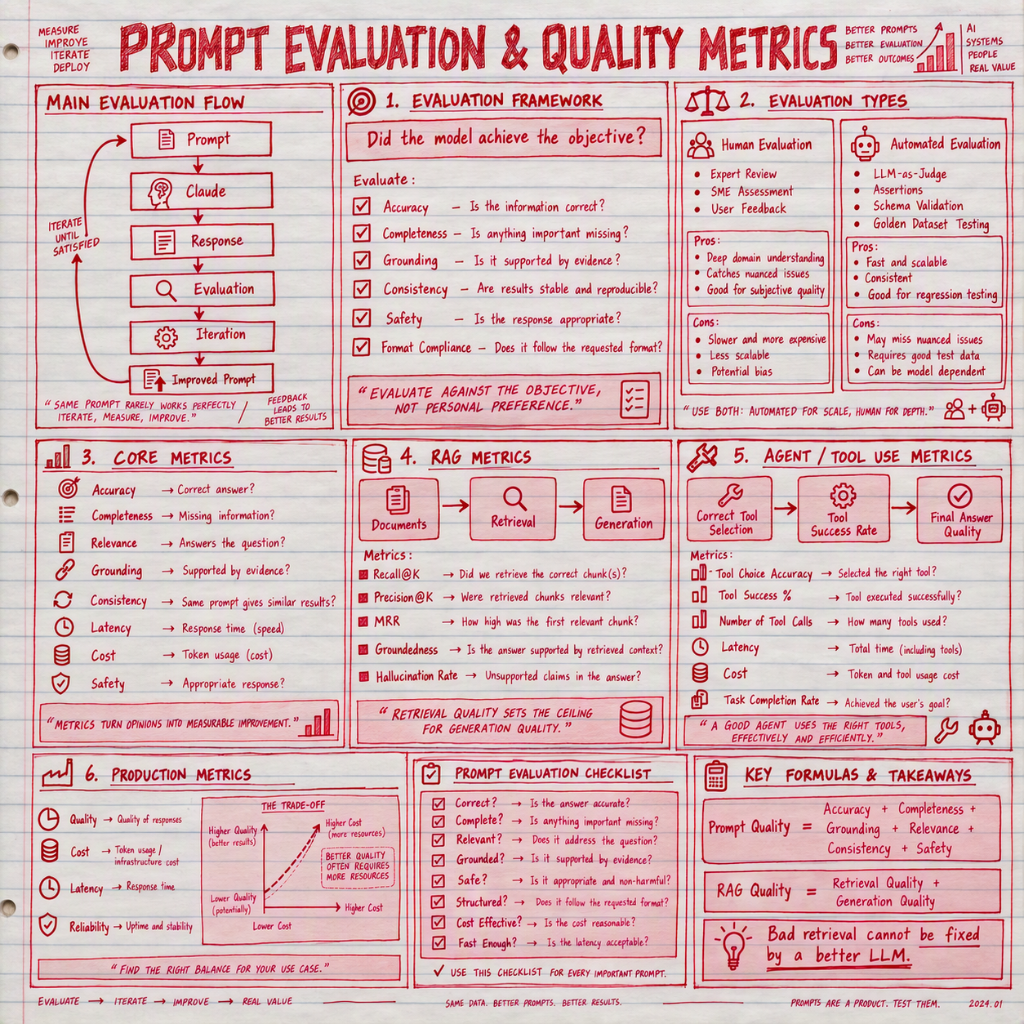 MEASURE
IMPROVE
ITERATE
DEPLOY
PROMPT EVALUATION & QUALITY METRICS
BETTER PROMPTS
BETTER EVALUATION
BETTER OUTCOMES
AI
SYSTEMS
PEOPLE
REAL VALUE
MAIN EVALUATION FLOW
Prompt
Claude
Response
Evaluation
Iteration
Improved Prompt
ITERATE
UNTIL
SATISFIED
"SAME PROMPT RARELY WORKS PERFECTLY
ITERATE, MEASURE, IMPROVE."
/
FEEDBACK
LEADS TO
BETTER RESULTS
1. EVALUATION FRAMEWORK
Did the model achieve the objective?
Evaluate:
Accuracy – Is the information correct?
Completeness – Is anything important missing?
Grounding – Is it supported by evidence?
Consistency – Are results stable and reproducible?
Safety – Is the response appropriate?
Format Compliance – Does it follow the requested format?
"EVALUATE AGAINST THE OBJECTIVE,
NOT PERSONAL PREFERENCE."
2. EVALUATION TYPES
Human Evaluation
• Expert Review
• SME Assessment
• User Feedback
Pros:
• Deep domain understanding
• Catches nuanced issues
• Good for subjective quality
Cons:
• Slower and more expensive
• Less scalable
• Potential bias
Automated Evaluation
• LLM-as-Judge
• Assertions
• Schema Validation
• Golden Dataset Testing
Pros:
• Fast and scalable
• Consistent
• Good for regression testing
Cons:
• May miss nuanced issues
• Requires good test data
• Can be model dependent
"USE BOTH: AUTOMATED FOR SCALE, HUMAN FOR DEPTH."
+
3. CORE METRICS
Accuracy → Correct answer?
Completeness → Missing information?
Relevance → Answers the question?
Grounding → Supported by evidence?
Consistency → Same prompt gives similar results?
Latency → Response time (speed)
Cost → Token usage (cost)
Safety → Appropriate response?
"METRICS TURN OPINIONS INTO MEASURABLE IMPROVEMENT."
4. RAG METRICS
Documents → Retrieval → Generation
Metrics:
Recall@K → Did we retrieve the correct chunk(s)?
Precision@K → Were retrieved chunks relevant?
MRR → How high was the first relevant chunk?
Groundedness → Is the answer supported by retrieved context?
Hallucination Rate → Unsupported claims in the answer?
"RETRIEVAL QUALITY SETS THE CEILING
FOR GENERATION QUALITY."
5. AGENT / TOOL USE METRICS
Correct Tool
Selection
→
Tool
Success Rate
→
Final Answer
Quality
Metrics:
Tool Choice Accuracy → Selected the right tool?
Tool Success % → Tool executed successfully?
Number of Tool Calls → How many tools used?
Latency → Total time (including tools)
Cost → Token and tool usage cost
Task Completion Rate → Achieved the user's goal?
"A GOOD AGENT USES THE RIGHT TOOLS,
EFFECTIVELY AND EFFICIENTLY."
6. PRODUCTION METRICS
Quality → Quality of responses
Cost → Token usage /
infrastructure cost
Latency → Response time
Reliability → Uptime and stability
THE TRADE-OFF
Higher Quality
(better results)
Higher Cost
(more resources)
BETTER QUALITY
OFTEN REQUIRES
MORE RESOURCES
Lower Quality
(potentially)
Higher Cost
Lower Cost
"FIND THE RIGHT BALANCE FOR YOUR USE CASE."
PROMPT EVALUATION CHECKLIST
Correct? → Is the answer accurate?
Complete? → Is anything important missing?
Relevant? → Does it address the question?
Grounded? → Is it supported by evidence?
Safe? → Is it appropriate and non-harmful?
Structured? → Does it follow the requested format?
Cost Effective? → Is the cost reasonable?
Fast Enough? → Is the latency acceptable?
✓ USE THIS CHECKLIST FOR EVERY IMPORTANT PROMPT.
KEY FORMULAS & TAKEAWAYS
Prompt Quality = Accuracy + Completeness +
Grounding + Relevance +
Consistency + Safety
RAG Quality = Retrieval Quality +
Generation Quality
Bad retrieval cannot be fixed
by a better LLM.
EVALUATE → ITERATE → IMPROVE → REAL VALUE
SAME DATA. BETTER PROMPTS. BETTER RESULTS.
PROMPTS ARE A PRODUCT. TEST THEM.
2024.01